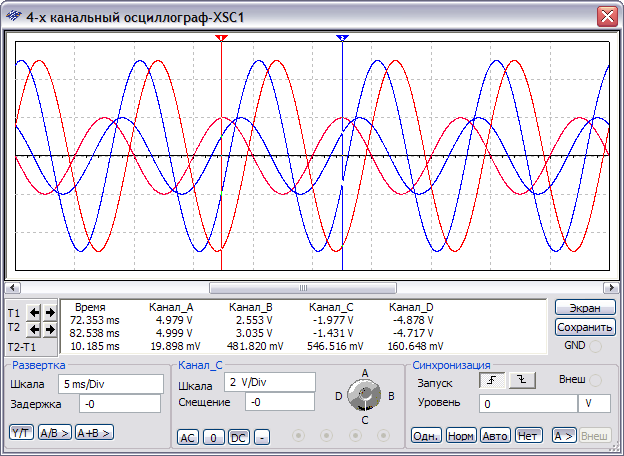 4-х канальный осциллограф-XSC1
1 2
T1
T2
T2-T1
Время Канал_A Канал_B Канал_C Канал_D
72.353 ms 4.979 V 2.553 V -1.977 V -4.878 V
82.538 ms 4.999 V 3.035 V -1.431 V -4.717 V
10.185 ms 19.898 mV 481.820 mV 546.516 mV 160.648 mV
Экран
Сохранить
GND
Развертка
Шкала 5 ms/Div
Задержка -0
Y/T A/B > A+B >
Канал_C
Шкала 2 V/Div
Смещение -0
AC 0 DC -
A
D B
C
Синхронизация
Запуск Внеш
Уровень 0 V
Одн. Норм Авто Нет A > Внеш